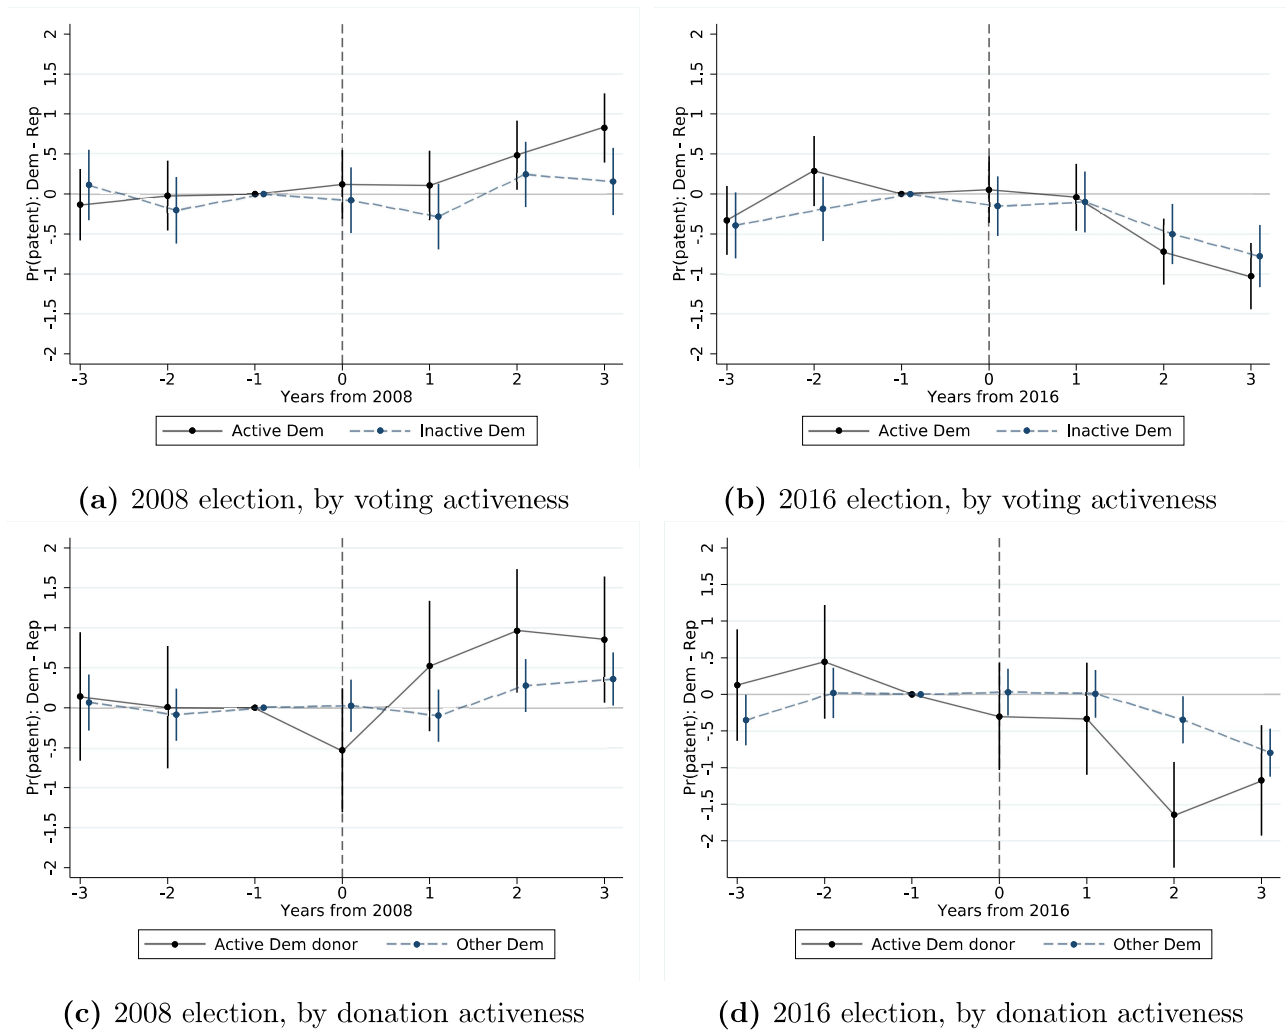 Pr(patent): Dem - Rep
2
1.5
1
.5
0
-.5
-1
-1.5
-2
-3 -2 -1 0 1 2 3
Years from 2008
Active Dem Inactive Dem
(a) 2008 election, by voting activeness
Pr(patent): Dem - Rep
2
1.5
1
.5
0
-.5
-1
-1.5
-2
-3 -2 -1 0 1 2 3
Years from 2016
Active Dem Inactive Dem
(b) 2016 election, by voting activeness
Pr(patent): Dem - Rep
2
1.5
1
.5
0
-.5
-1
-1.5
-2
-3 -2 -1 0 1 2 3
Years from 2008
Active Dem donor Other Dem
(c) 2008 election, by donation activeness
Pr(patent): Dem - Rep
2
1.5
1
.5
0
-.5
-1
-1.5
-2
-3 -2 -1 0 1 2 3
Years from 2016
Active Dem donor Other Dem
(d) 2016 election, by donation activeness